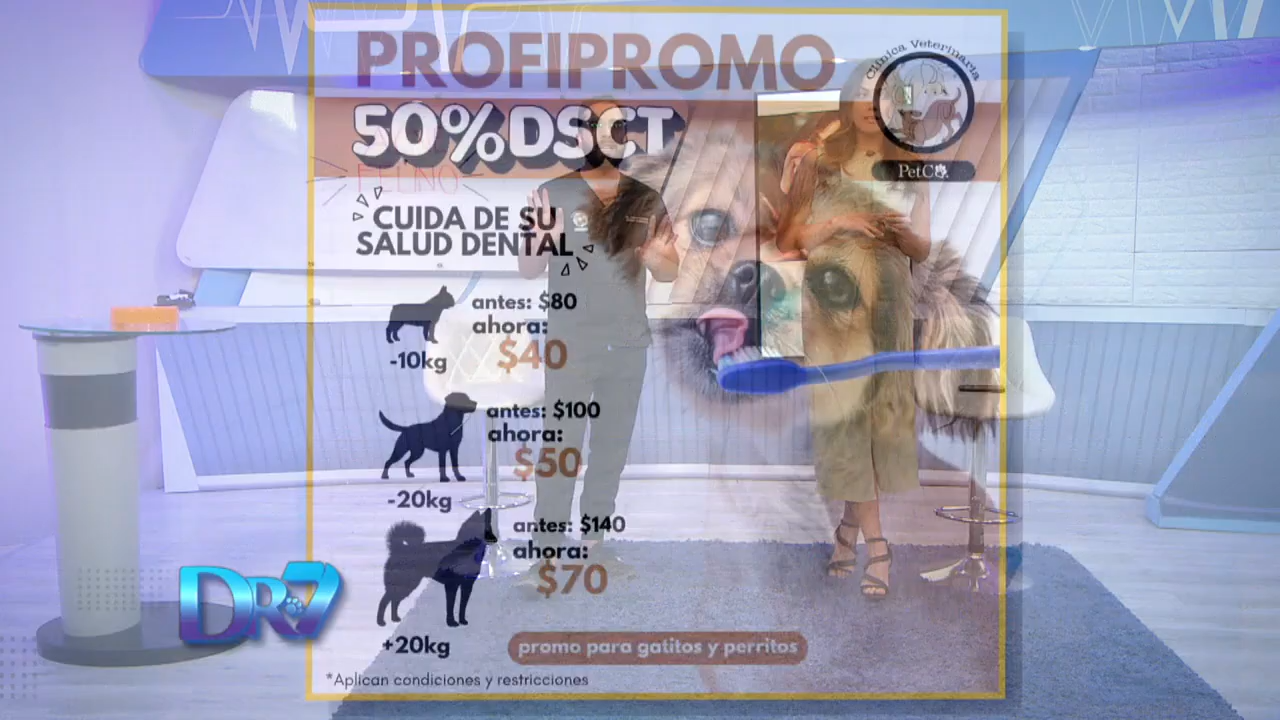 PROFIPROMO
Clínica Veterinaria
PetCo
50%DSCT
FELINO
CUIDA DE SU
SALUD DENTAL
antes: $80
ahora:
$40
-10kg
antes: $100
ahora:
$50
-20kg
antes: $140
ahora:
$70
+20kg
DR7
promo para gatitos y perritos
*Aplican condiciones y restricciones